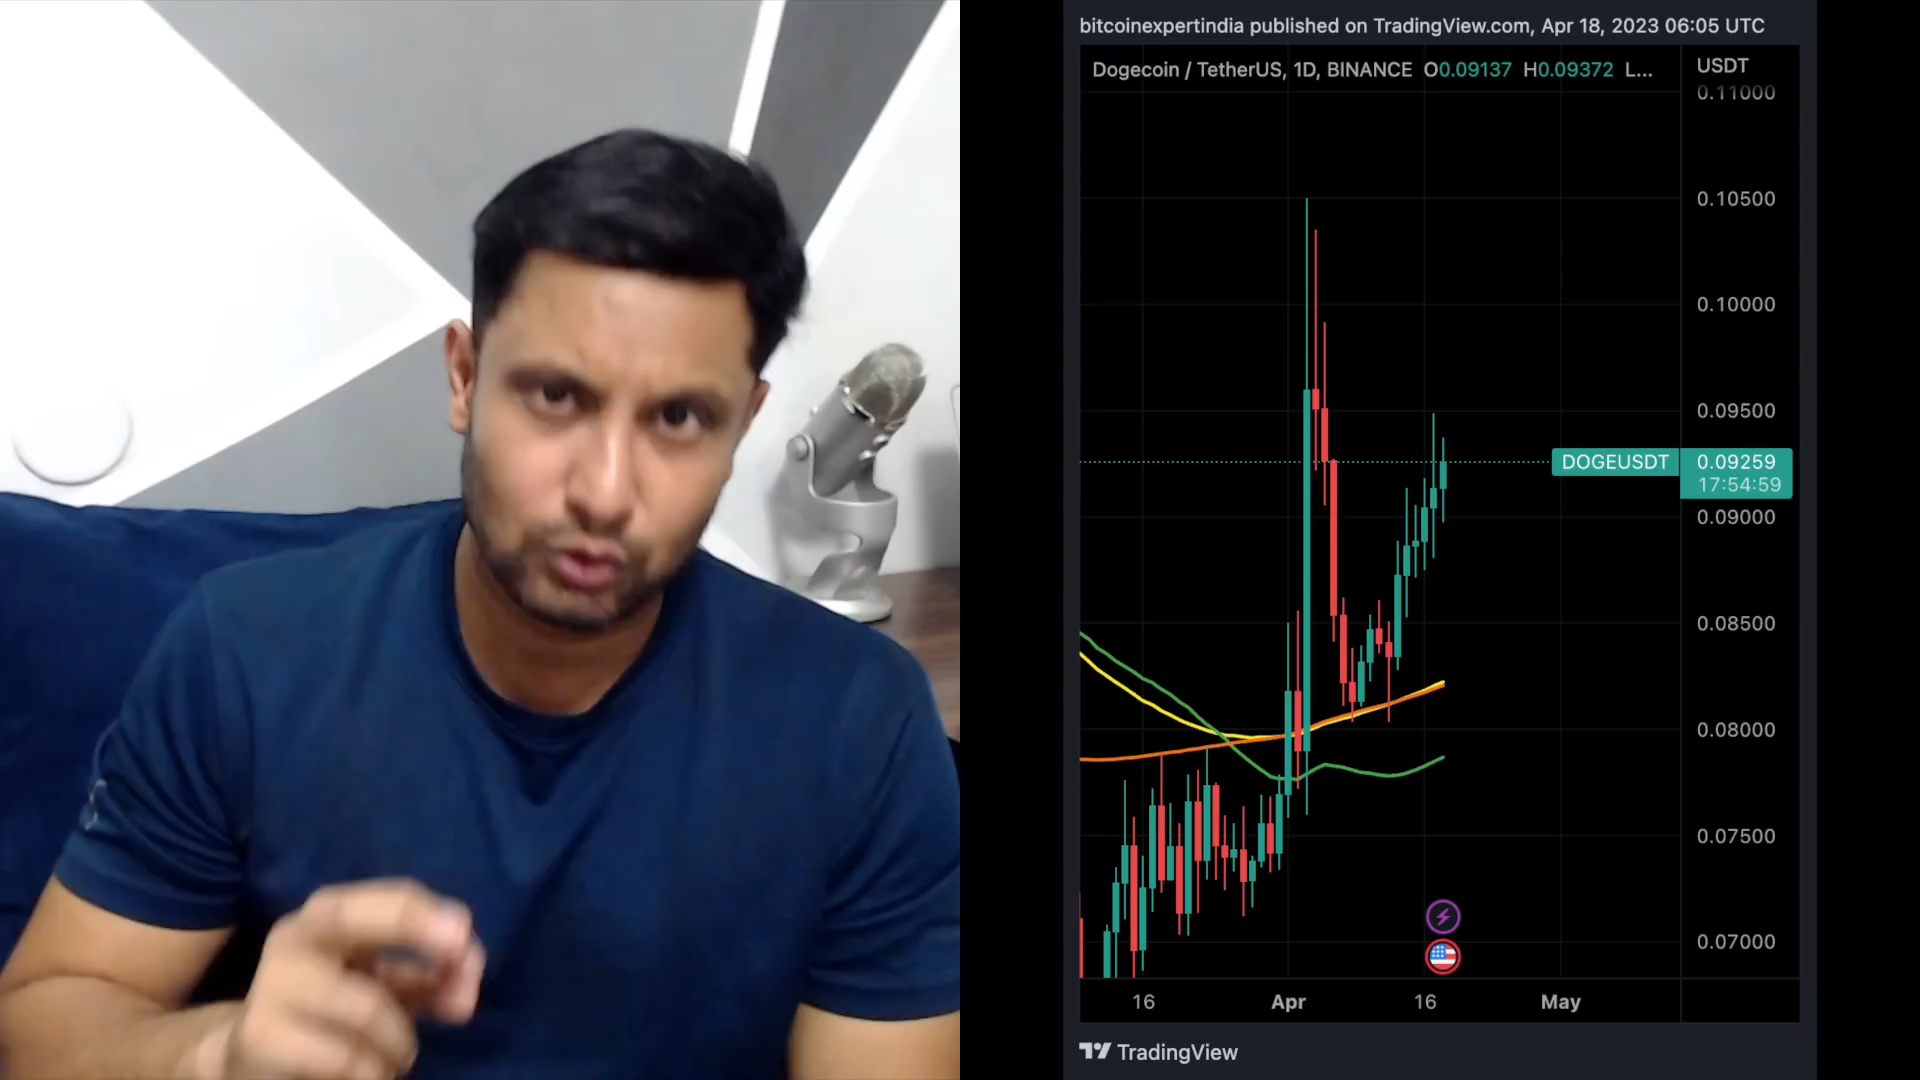 bitcoinexpertindia published on TradingView.com, Apr 18, 2023 06:05 UTC
Dogecoin / TetherUS, 1D, BINANCE O0.09137 H0.09372 L...
USDT
0.11000
0.10500
0.10000
0.09500
DOGEUSDT 0.09259
17:54:59
0.09000
0.08500
0.08000
0.07500
0.07000
16 Apr 16 May
TradingView